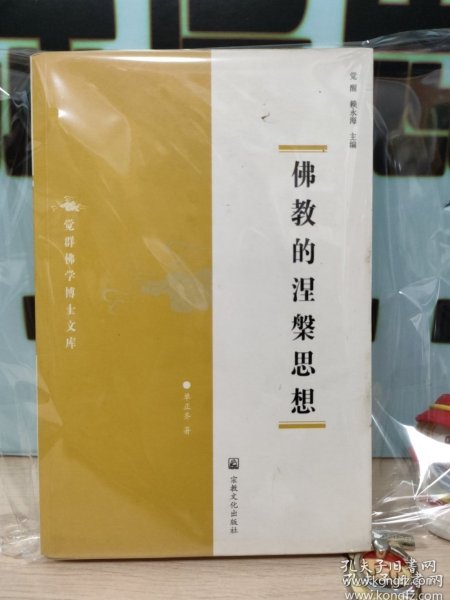 觉醒 赖永海 主编
佛教的涅槃思想
觉群佛学博士文库
单正齐 著
宗教文化出版社
孔夫子旧书网
www.kongfz.com